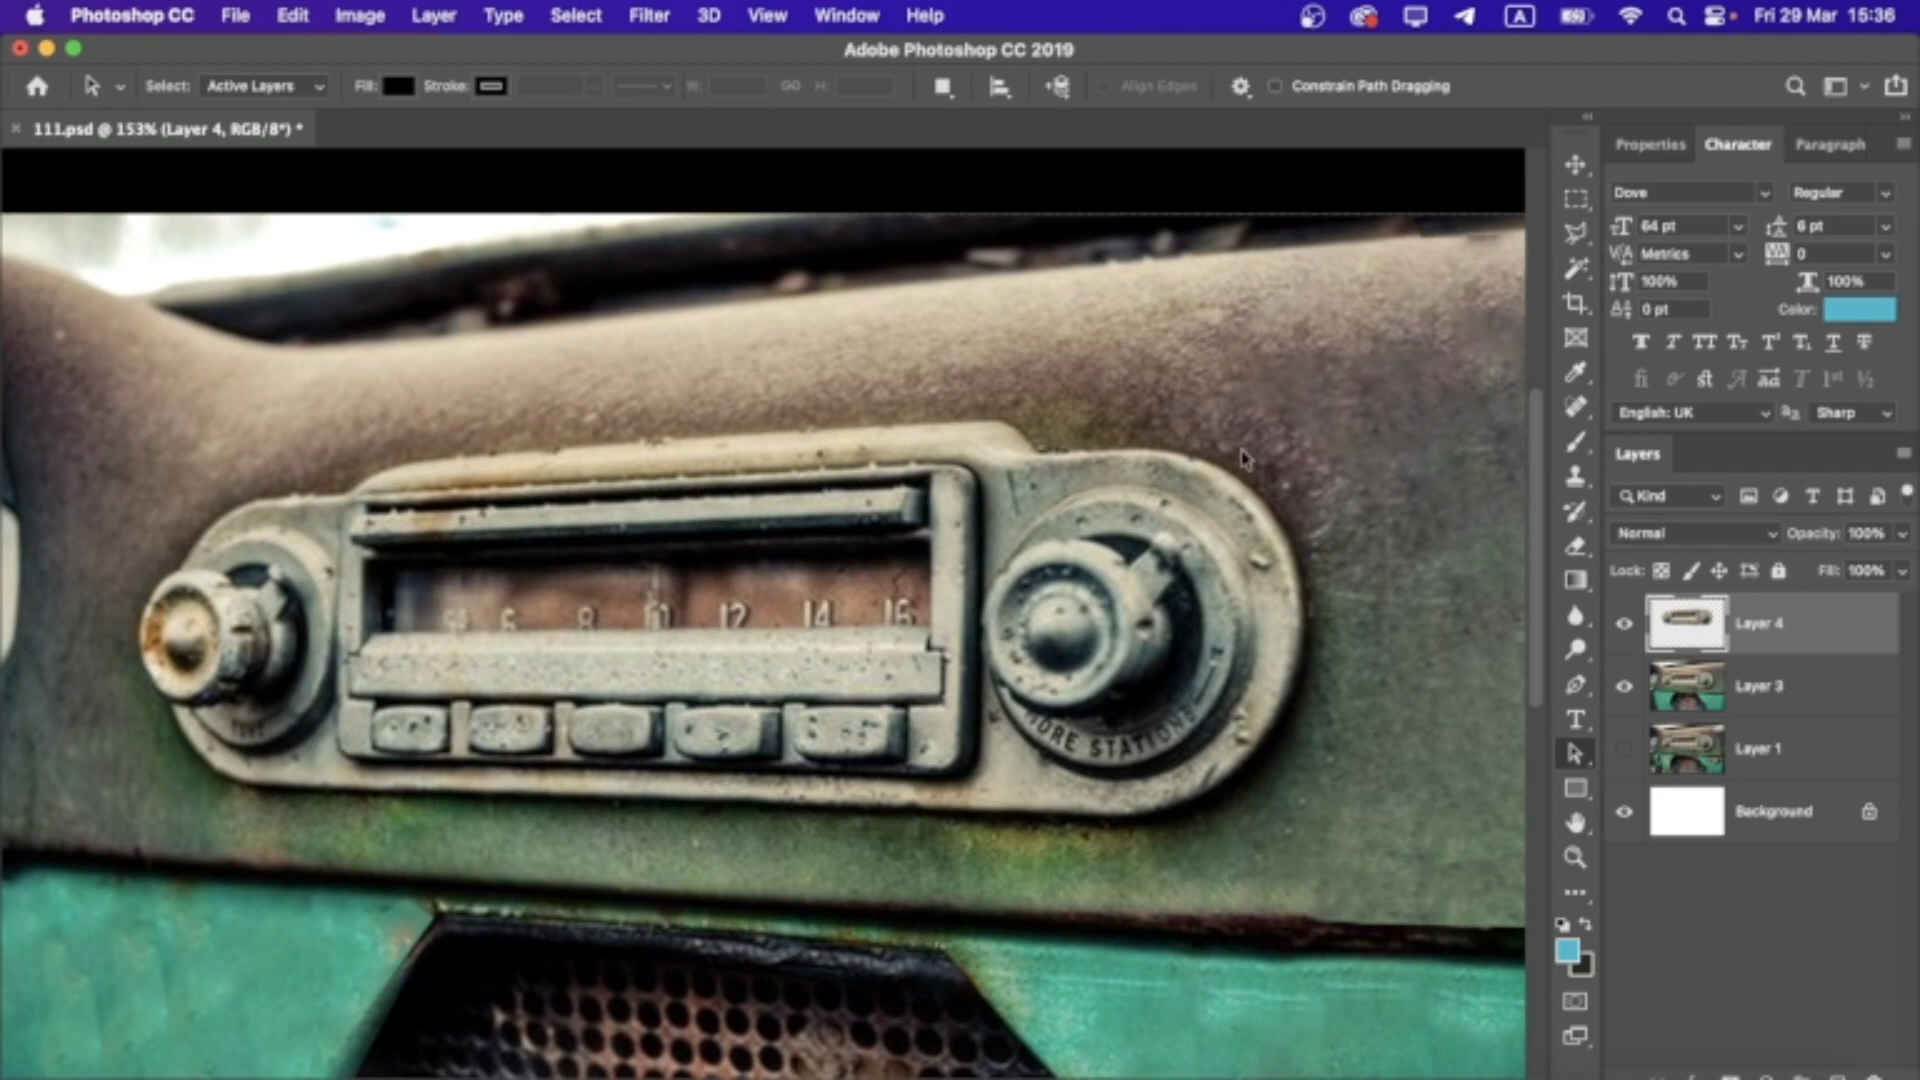 Photoshop CC File Edit Image Layer Type Select Filter 3D View Window Help A Fri 29 Mar 15:36
Adobe Photoshop CC 2019
Select: Active Layers Fill: Stroke: W: H: Align Edges Constrain Path Dragging
111.psd @ 153% (Layer 4, RGB/8*) *
Properties Character Paragraph
Dove Regular
64 pt 6 pt
Metrics 0
100% 100%
0 pt Color:
English: UK Sharp
Layers
Kind
Normal Opacity: 100%
Lock: Fill: 100%
Layer 4
Layer 3
Layer 1
Background
6 8 10 12 14 16
MORE STATIONS